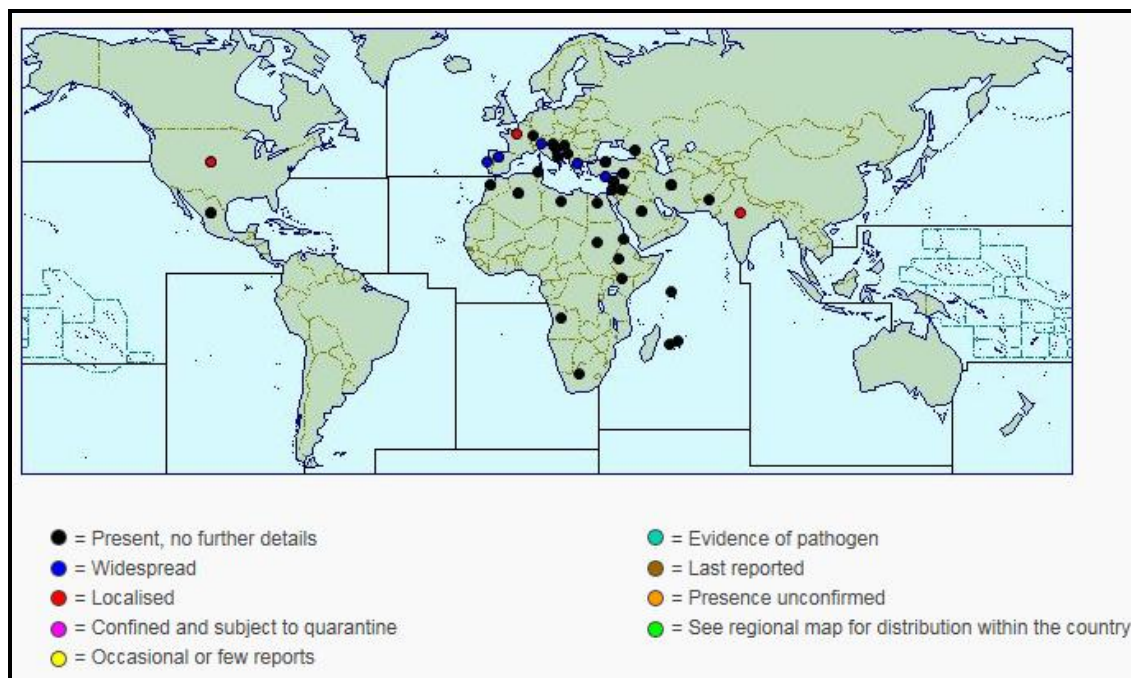 = Present, no further details
= Widespread
= Localised
= Confined and subject to quarantine
= Occasional or few reports
= Evidence of pathogen
= Last reported
= Presence unconfirmed
= See regional map for distribution within the country